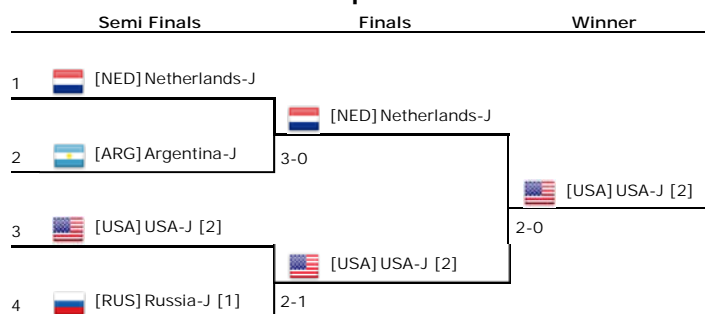 Semi Finals Finals Winner
1 [NED] Netherlands-J
[NED] Netherlands-J
2 [ARG] Argentina-J 3-0
[USA] USA-J [2]
3 [USA] USA-J [2] 2-0
[USA] USA-J [2]
4 [RUS] Russia-J [1] 2-1